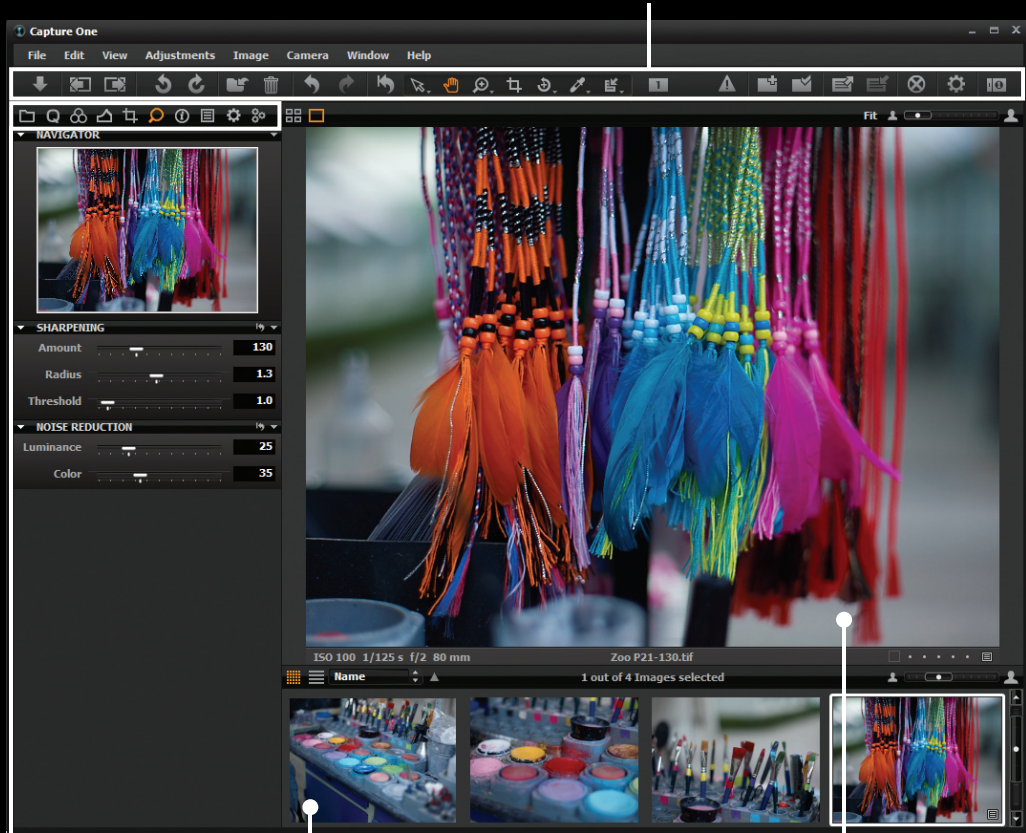 Capture One
File Edit View Adjustments Image Camera Window Help
1
Fit
NAVIGATOR
SHARPENING
Amount 130
Radius 1.3
Threshold 1.0
NOISE REDUCTION
Luminance 25
Color 35
ISO 100 1/125 s f/2 80 mm Zoo P21-130.tif
Name 1 out of 4 Images selected